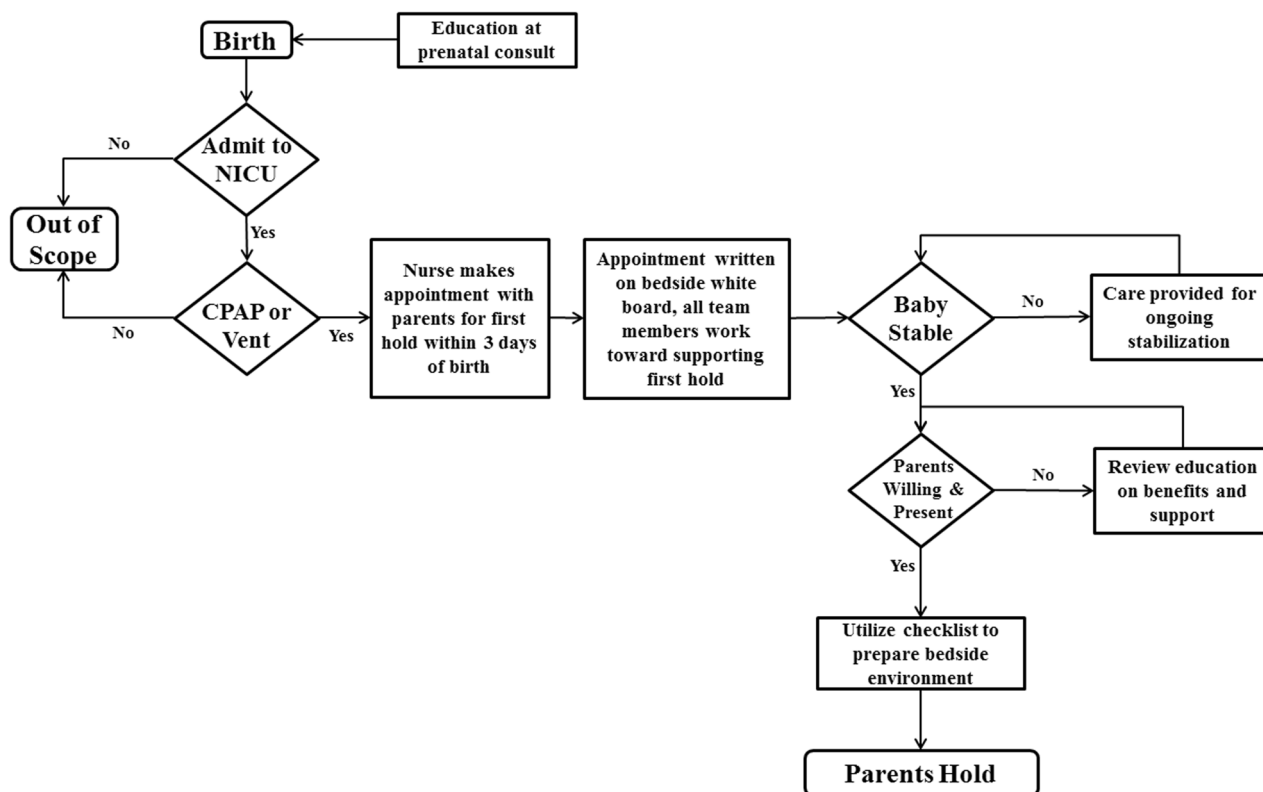 Birth
Education at
prenatal consult
Admit to
NICU
No
Yes
Out of
Scope
CPAP or
Vent
No
Yes
Nurse makes
appointment with
parents for first
hold within 3 days
of birth
Appointment written
on bedside white
board, all team
members work
toward supporting
first hold
Baby
Stable
No
Care provided for
ongoing
stabilization
Yes
Parents
Willing &
Present
No
Review education
on benefits and
support
Yes
Utilize checklist to
prepare bedside
environment
Parents Hold